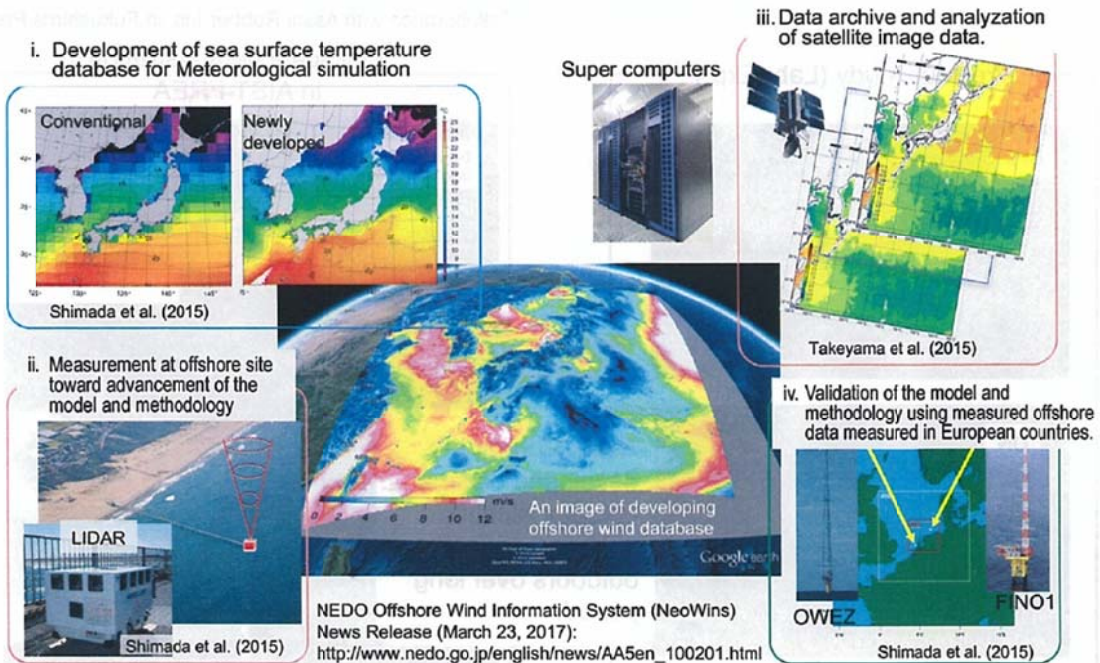 i. Development of sea surface temperature
database for Meteorological simulation
Conventional
Newly
developed
Shimada et al. (2015)
Super computers
iii. Data archive and analyzation
of satellite image data.
Takeyama et al. (2015)
ii. Measurement at offshore site
toward advancement of the
model and methodology
LIDAR
Shimada et al. (2015)
m/s
0 2 4 6 8 10 12
An image of developing
offshore wind database
Google earth
iv. Validation of the model and
methodology using measured offshore
data measured in European countries.
OWEZ
FINO1
NEDO Offshore Wind Information System (NeoWins)
News Release (March 23, 2017):
http://www.nedo.go.jp/english/news/AA5en_100201.html
Shimada et al. (2015)